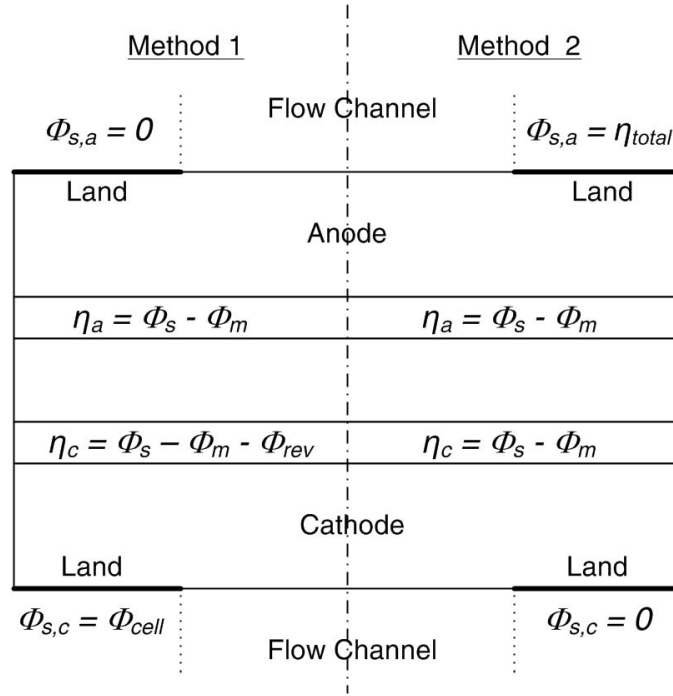 Method 1
Method 2
Flow Channel
Φs,a = 0
Φs,a = ηtotal
Land
Land
Anode
ηa = Φs - Φm
ηa = Φs - Φm
ηc = Φs – Φm - Φrev
ηc = Φs - Φm
Cathode
Land
Land
Φs,c = Φcell
Φs,c = 0
Flow Channel